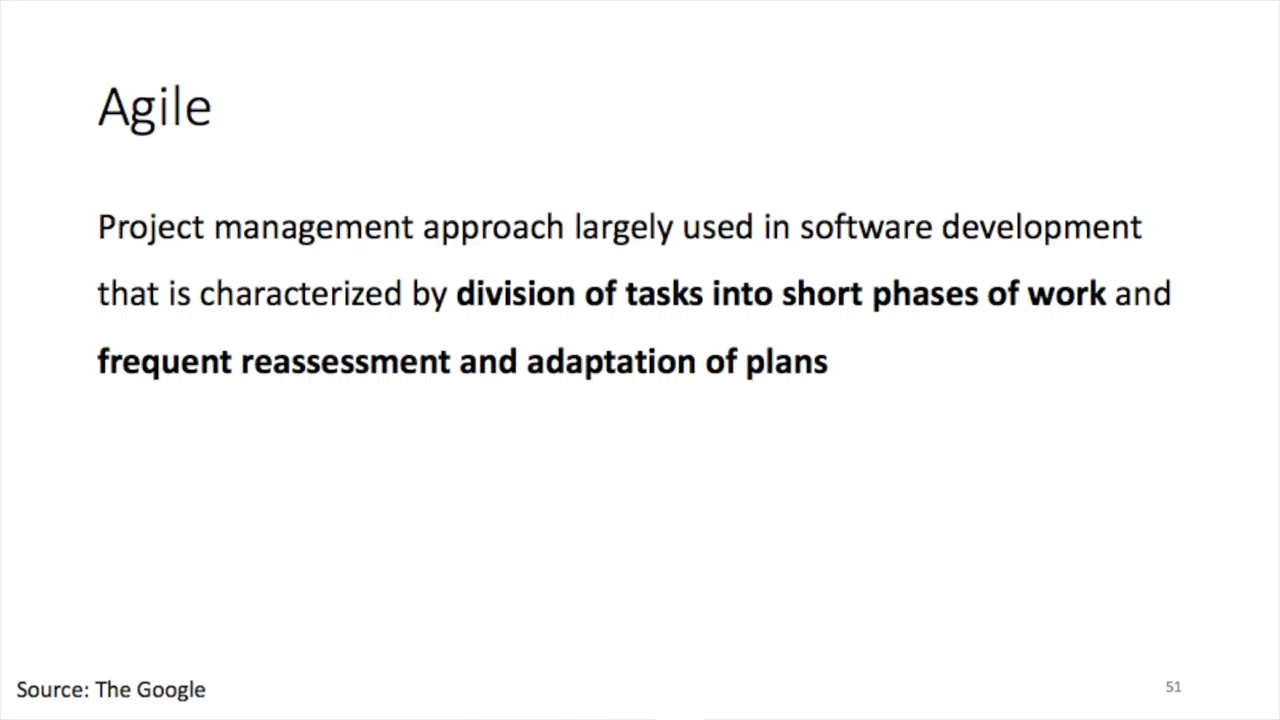 Agile
Project management approach largely used in software development
that is characterized by division of tasks into short phases of work and
frequent reassessment and adaptation of plans
Source: The Google
51